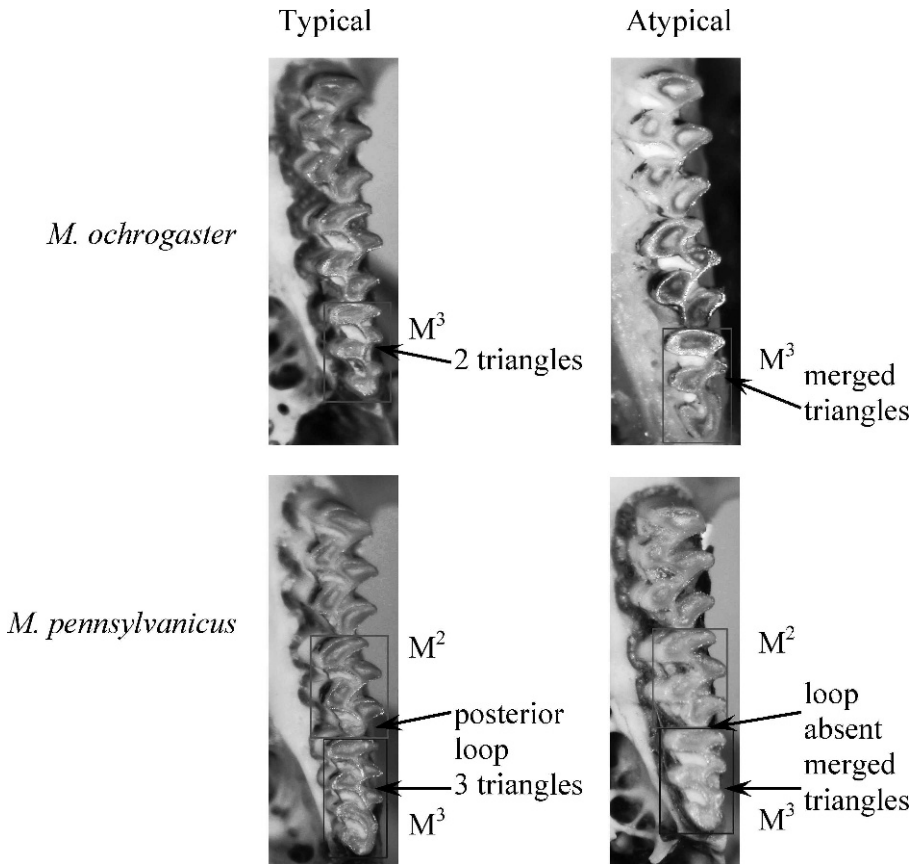 Typical
Atypical
M. ochrogaster
M³
2 triangles
M³
merged
triangles
M. pennsylvanicus
M²
posterior
loop
3 triangles
M³
M²
loop
absent
merged
triangles
M³